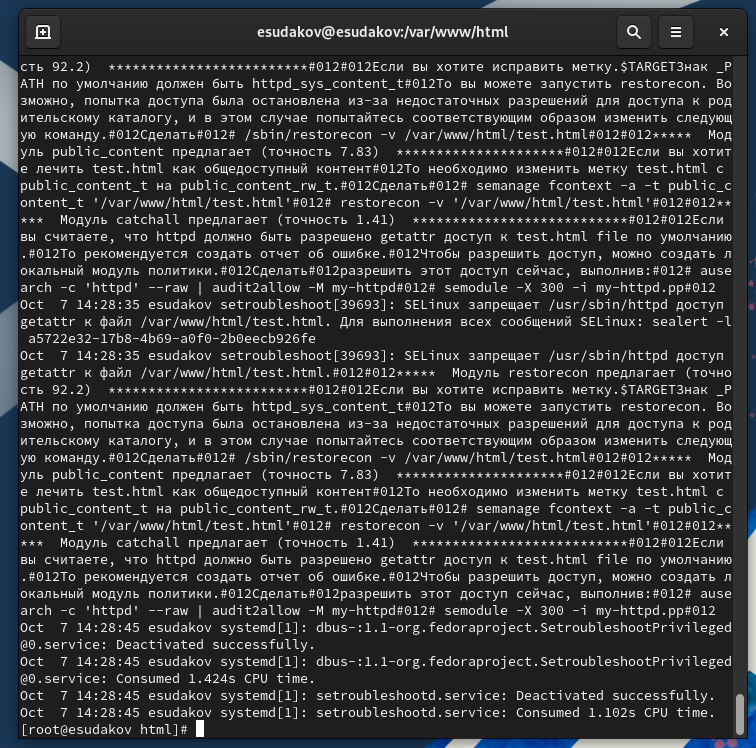 esudakov@esudakov:/var/www/html
сть 92.2)  *************************#012#012Если вы хотите исправить метку.$TARGETЗнак _P
ATH по умолчанию должен быть httpd_sys_content_t#012То вы можете запустить restorecon. Во
зможно, попытка доступа была остановлена из-за недостаточных разрешений для доступа к род
ительскому каталогу, и в этом случае попытайтесь соответствующим образом изменить следующ
ую команду.#012Сделать#012# /sbin/restorecon -v /var/www/html/test.html#012#012*****  Мод
уль public_content предлагает (точность 7.83)  *********************#012#012Если вы хотит
е лечить test.html как общедоступный контент#012То необходимо изменить метку test.html с
public_content_t на public_content_rw_t.#012Сделать#012# semanage fcontext -a -t public_c
ontent_t '/var/www/html/test.html'#012# restorecon -v '/var/www/html/test.html'#012#012**
***  Модуль catchall предлагает (точность 1.41)  ***************************#012#012Если
вы считаете, что httpd должно быть разрешено getattr доступ к test.html file по умолчанию
.#012То рекомендуется создать отчет об ошибке.#012Чтобы разрешить доступ, можно создать л
окальный модуль политики.#012Сделать#012разрешить этот доступ сейчас, выполнив:#012# ause
arch -c 'httpd' --raw | audit2allow -M my-httpd#012# semodule -X 300 -i my-httpd.pp#012
Oct  7 14:28:35 esudakov setroubleshoot[39693]: SELinux запрещает /usr/sbin/httpd доступ
getattr к файл /var/www/html/test.html. Для выполнения всех сообщений SELinux: sealert -l
a5722e32-17b8-4b69-a0f0-2b0eecb926fe
Oct  7 14:28:35 esudakov setroubleshoot[39693]: SELinux запрещает /usr/sbin/httpd доступ
getattr к файл /var/www/html/test.html.#012#012*****  Модуль restorecon предлагает (точно
сть 92.2)  *************************#012#012Если вы хотите исправить метку.$TARGETЗнак _P
ATH по умолчанию должен быть httpd_sys_content_t#012То вы можете запустить restorecon. Во
зможно, попытка доступа была остановлена из-за недостаточных разрешений для доступа к род
ительскому каталогу, и в этом случае попытайтесь соответствующим образом изменить следующ
ую команду.#012Сделать#012# /sbin/restorecon -v /var/www/html/test.html#012#012*****  Мод
уль public_content предлагает (точность 7.83)  *********************#012#012Если вы хотит
е лечить test.html как общедоступный контент#012То необходимо изменить метку test.html с
public_content_t на public_content_rw_t.#012Сделать#012# semanage fcontext -a -t public_c
ontent_t '/var/www/html/test.html'#012# restorecon -v '/var/www/html/test.html'#012#012**
***  Модуль catchall предлагает (точность 1.41)  ***************************#012#012Если
вы считаете, что httpd должно быть разрешено getattr доступ к test.html file по умолчанию
.#012То рекомендуется создать отчет об ошибке.#012Чтобы разрешить доступ, можно создать л
окальный модуль политики.#012Сделать#012разрешить этот доступ сейчас, выполнив:#012# ause
arch -c 'httpd' --raw | audit2allow -M my-httpd#012# semodule -X 300 -i my-httpd.pp#012
Oct  7 14:28:45 esudakov systemd[1]: dbus-:1.1-org.fedoraproject.SetroubleshootPrivileged
@0.service: Deactivated successfully.
Oct  7 14:28:45 esudakov systemd[1]: dbus-:1.1-org.fedoraproject.SetroubleshootPrivileged
@0.service: Consumed 1.424s CPU time.
Oct  7 14:28:45 esudakov systemd[1]: setroubleshootd.service: Deactivated successfully.
Oct  7 14:28:45 esudakov systemd[1]: setroubleshootd.service: Consumed 1.102s CPU time.
[root@esudakov html]#